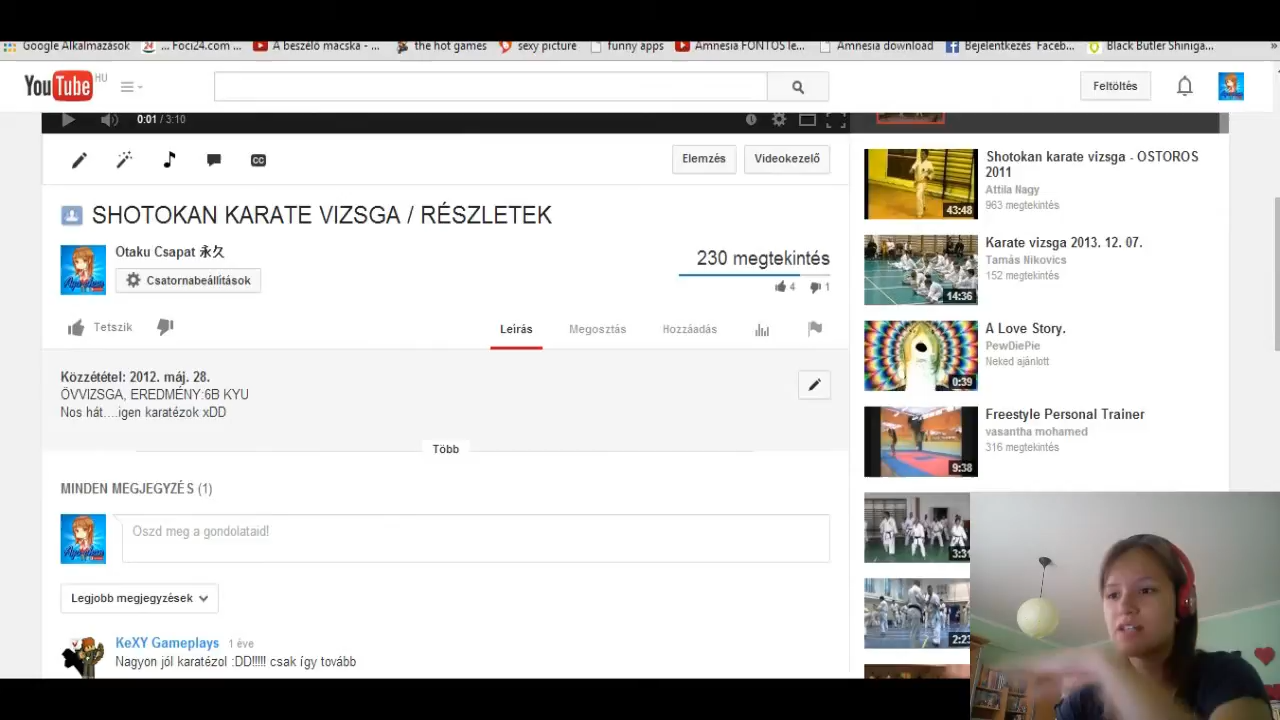 Google Alkalmazások
... Foci24.com ...
A beszélő macska - ...
the hot games
sexy picture
funny apps
Amnesia FONTOS le...
Amnesia download
Bejelentkezés Faceb...
Black Butler Shiniga...
»
YouTube HU
Feltöltés
0:01 / 3:10
CC
Elemzés
Videokezelő
SHOTOKAN KARATE VIZSGA / RÉSZLETEK
Otaku Csapat 永久
Csatornabeállítások
230 megtekintés
4
1
Tetszik
Leírás
Megosztás
Hozzáadás
Közzététel: 2012. máj. 28.
ÖVVIZSGA, EREDMÉNY:6B KYU
Nos hát....igen karatézok xDD
Több
MINDEN MEGJEGYZÉS (1)
Oszd meg a gondolataid!
Legjobb megjegyzések
KeXY Gameplays 1 éve
Nagyon jól karatézol :DD!!!!! csak így tovább
Shotokan karate vizsga - OSTOROS
2011
Attila Nagy
963 megtekintés
43:48
Karate vizsga 2013. 12. 07.
Tamás Nikovics
152 megtekintés
14:36
A Love Story.
PewDiePie
Neked ajánlott
0:39
Freestyle Personal Trainer
vasantha mohamed
316 megtekintés
9:38